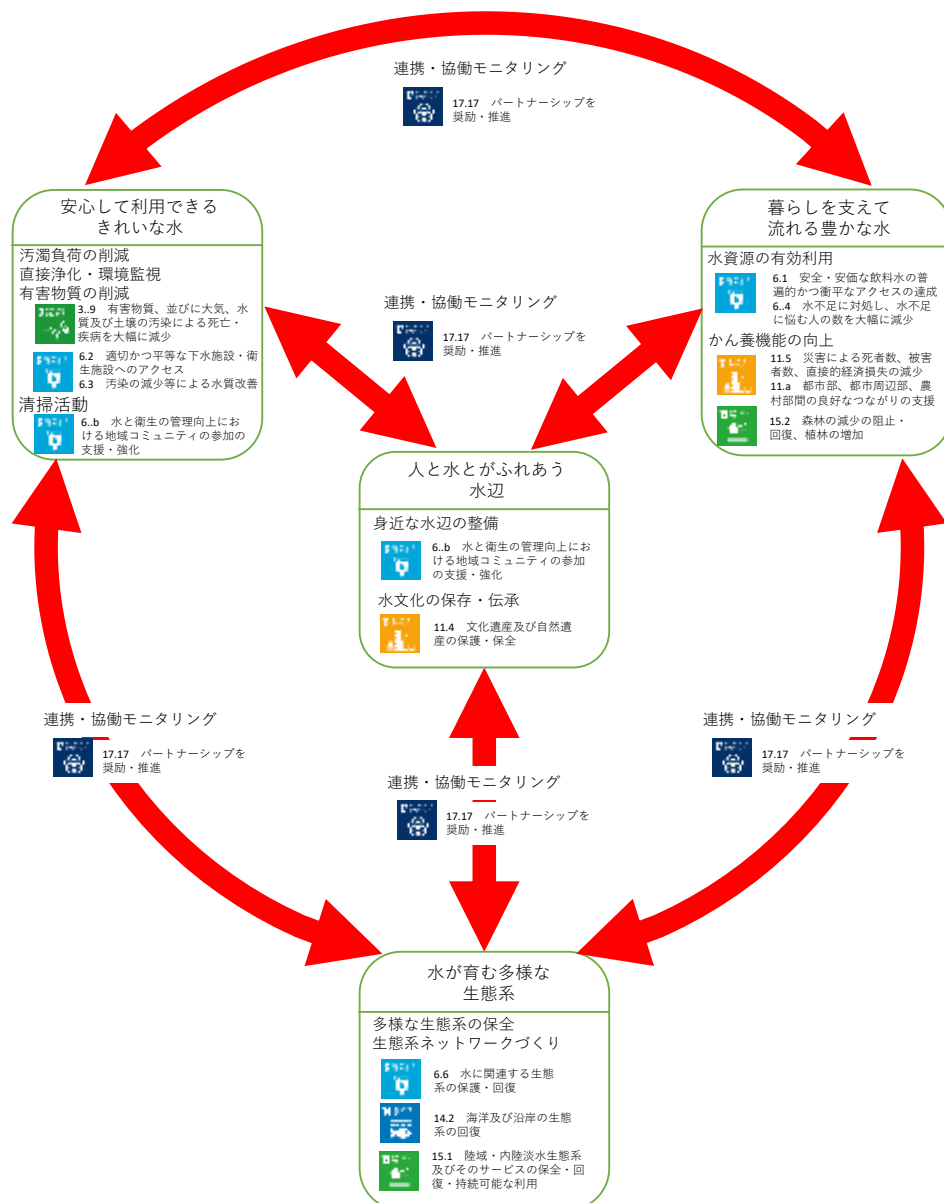 連携・協働モニタリング
17.17 パートナーシップを
奨励・推進
安心して利用できる
きれいな水
汚濁負荷の削減
直接浄化・環境監視
有害物質の削減
3..9 有害物質、並びに大気、水
質及び土壌の汚染による死亡・
疾病を大幅に減少
6.2 適切かつ平等な下水施設・衛
生施設へのアクセス
6.3 汚染の減少等による水質改善
清掃活動
6..b 水と衛生の管理向上にお
ける地域コミュニティの参加の
支援・強化
暮らしを支えて
流れる豊かな水
水資源の有効利用
6.1 安全・安価な飲料水の普
遍的かつ衡平なアクセスの達成
6..4 水不足に対処し、水不足
に悩む人の数を大幅に減少
かん養機能の向上
11.5 災害による死者数、被害
者数、直接的経済損失の減少
11.a 都市部、都市周辺部、農
村部間の良好なつながりの支援
15.2 森林の減少の阻止・
回復、植林の増加
連携・協働モニタリング
17.17 パートナーシップを
奨励・推進
人と水とがふれあう
水辺
身近な水辺の整備
6..b 水と衛生の管理向上にお
ける地域コミュニティの参加
の支援・強化
水文化の保存・伝承
11.4 文化遺産及び自然遺
産の保護・保全
連携・協働モニタリング
17.17 パートナーシップを
奨励・推進
連携・協働モニタリング
17.17 パートナーシップを
奨励・推進
連携・協働モニタリング
17.17 パートナーシップを
奨励・推進
水が育む多様な
生態系
多様な生態系の保全
生態系ネットワークづくり
6.6 水に関連する生態
系の保護・回復
14.2 海洋及び沿岸の生態
系の回復
15.1 陸域・内陸淡水生態系
及びそのサービスの保全・回
復・持続可能な利用